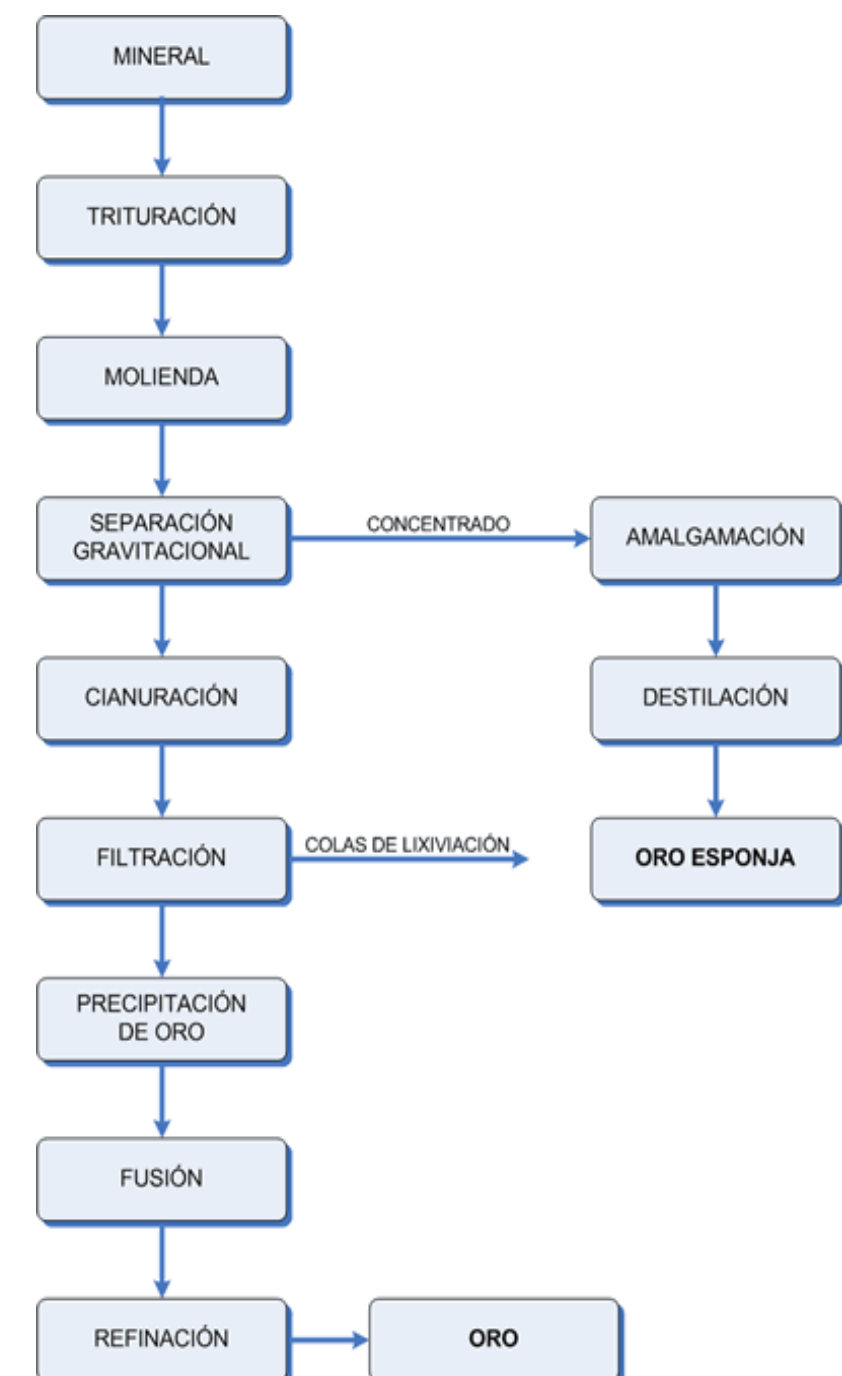 MINERAL
TRITURACIÓN
MOLIENDA
SEPARACIÓN
GRAVITACIONAL
CONCENTRADO
AMALGAMACIÓN
CIANURACIÓN
DESTILACIÓN
FILTRACIÓN
COLAS DE LIXIVIACIÓN
ORO ESPONJA
PRECIPITACIÓN
DE ORO
FUSIÓN
REFINACIÓN
ORO